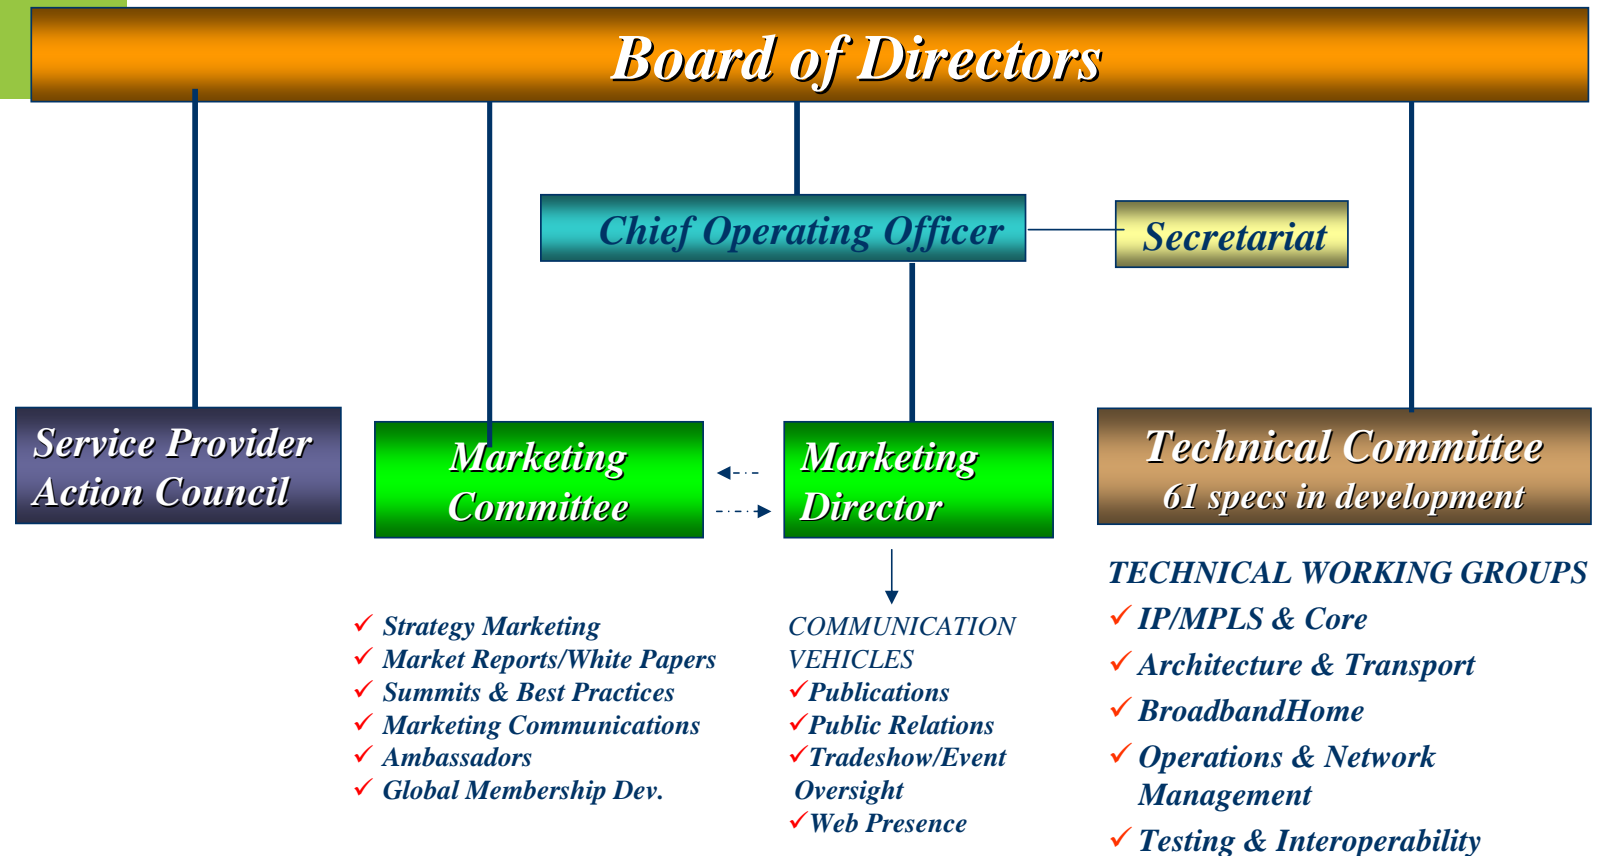 Board of Directors
Chief Operating Officer
Secretariat
Service Provider
Action Council
Marketing
Committee
Marketing
Director
Technical Committee
61 specs in development
Strategy Marketing
Market Reports/White Papers
Summits & Best Practices
Marketing Communications
Ambassadors
Global Membership Dev.
COMMUNICATION
VEHICLES
Publications
Public Relations
Tradeshow/Event
Oversight
Web Presence
TECHNICAL WORKING GROUPS
IP/MPLS & Core
Architecture & Transport
BroadbandHome
Operations & Network
Management
Testing & Interoperability